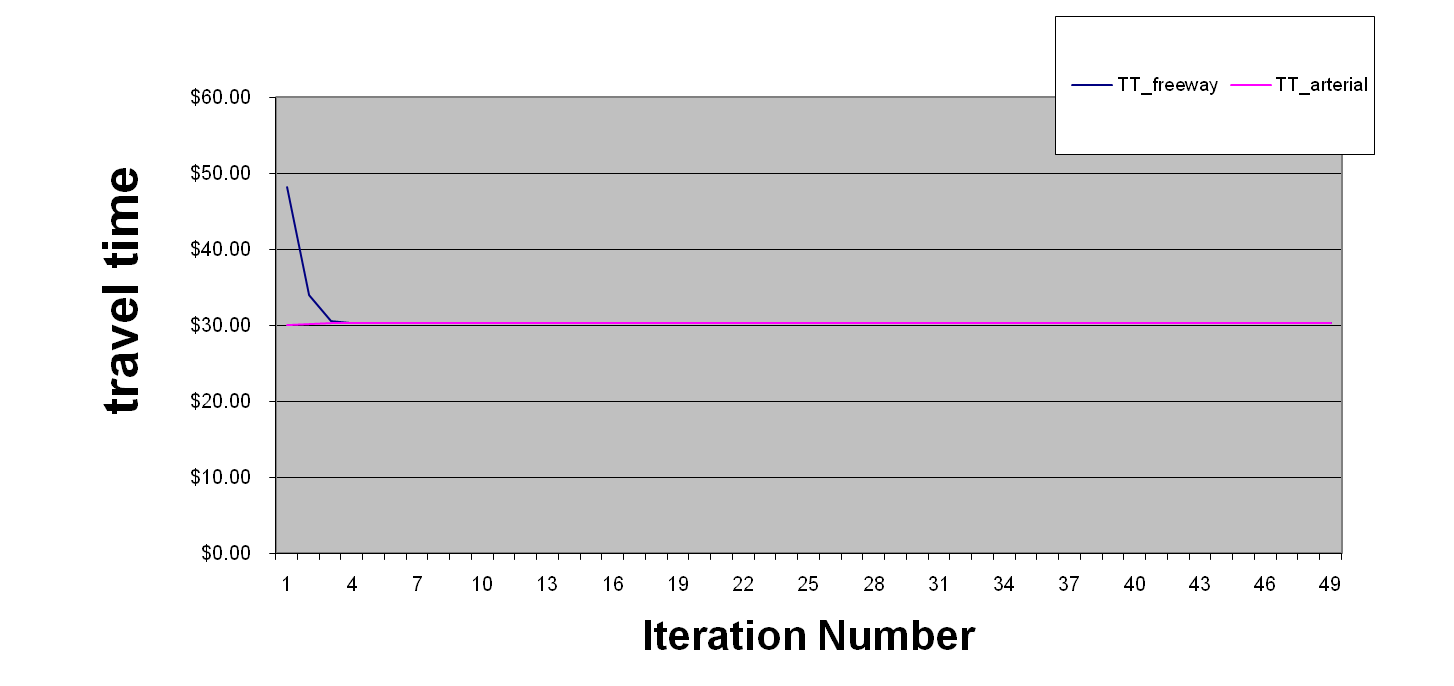 TT_freeway TT_arterial
$60.00
$50.00
$40.00
$30.00
$20.00
$10.00
$0.00
travel time
1 4 7 10 13 16 19 22 25 28 31 34 37 40 43 46 49
Iteration Number